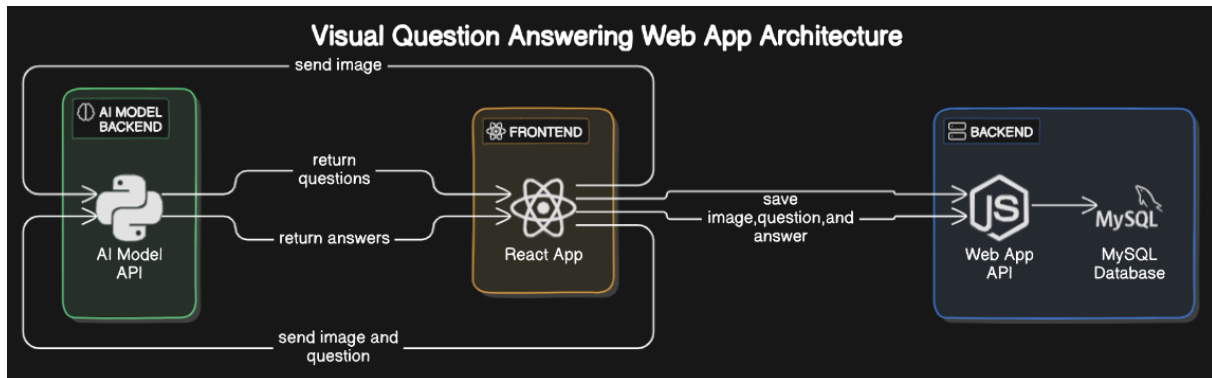 Visual Question Answering Web App Architecture
send image
AI MODEL
BACKEND
AI Model
API
return
questions
return answers
send image and
question
FRONTEND
React App
save
image,question,and
answer
BACKEND
JS
Web App
API
MySQL
MySQL
Database